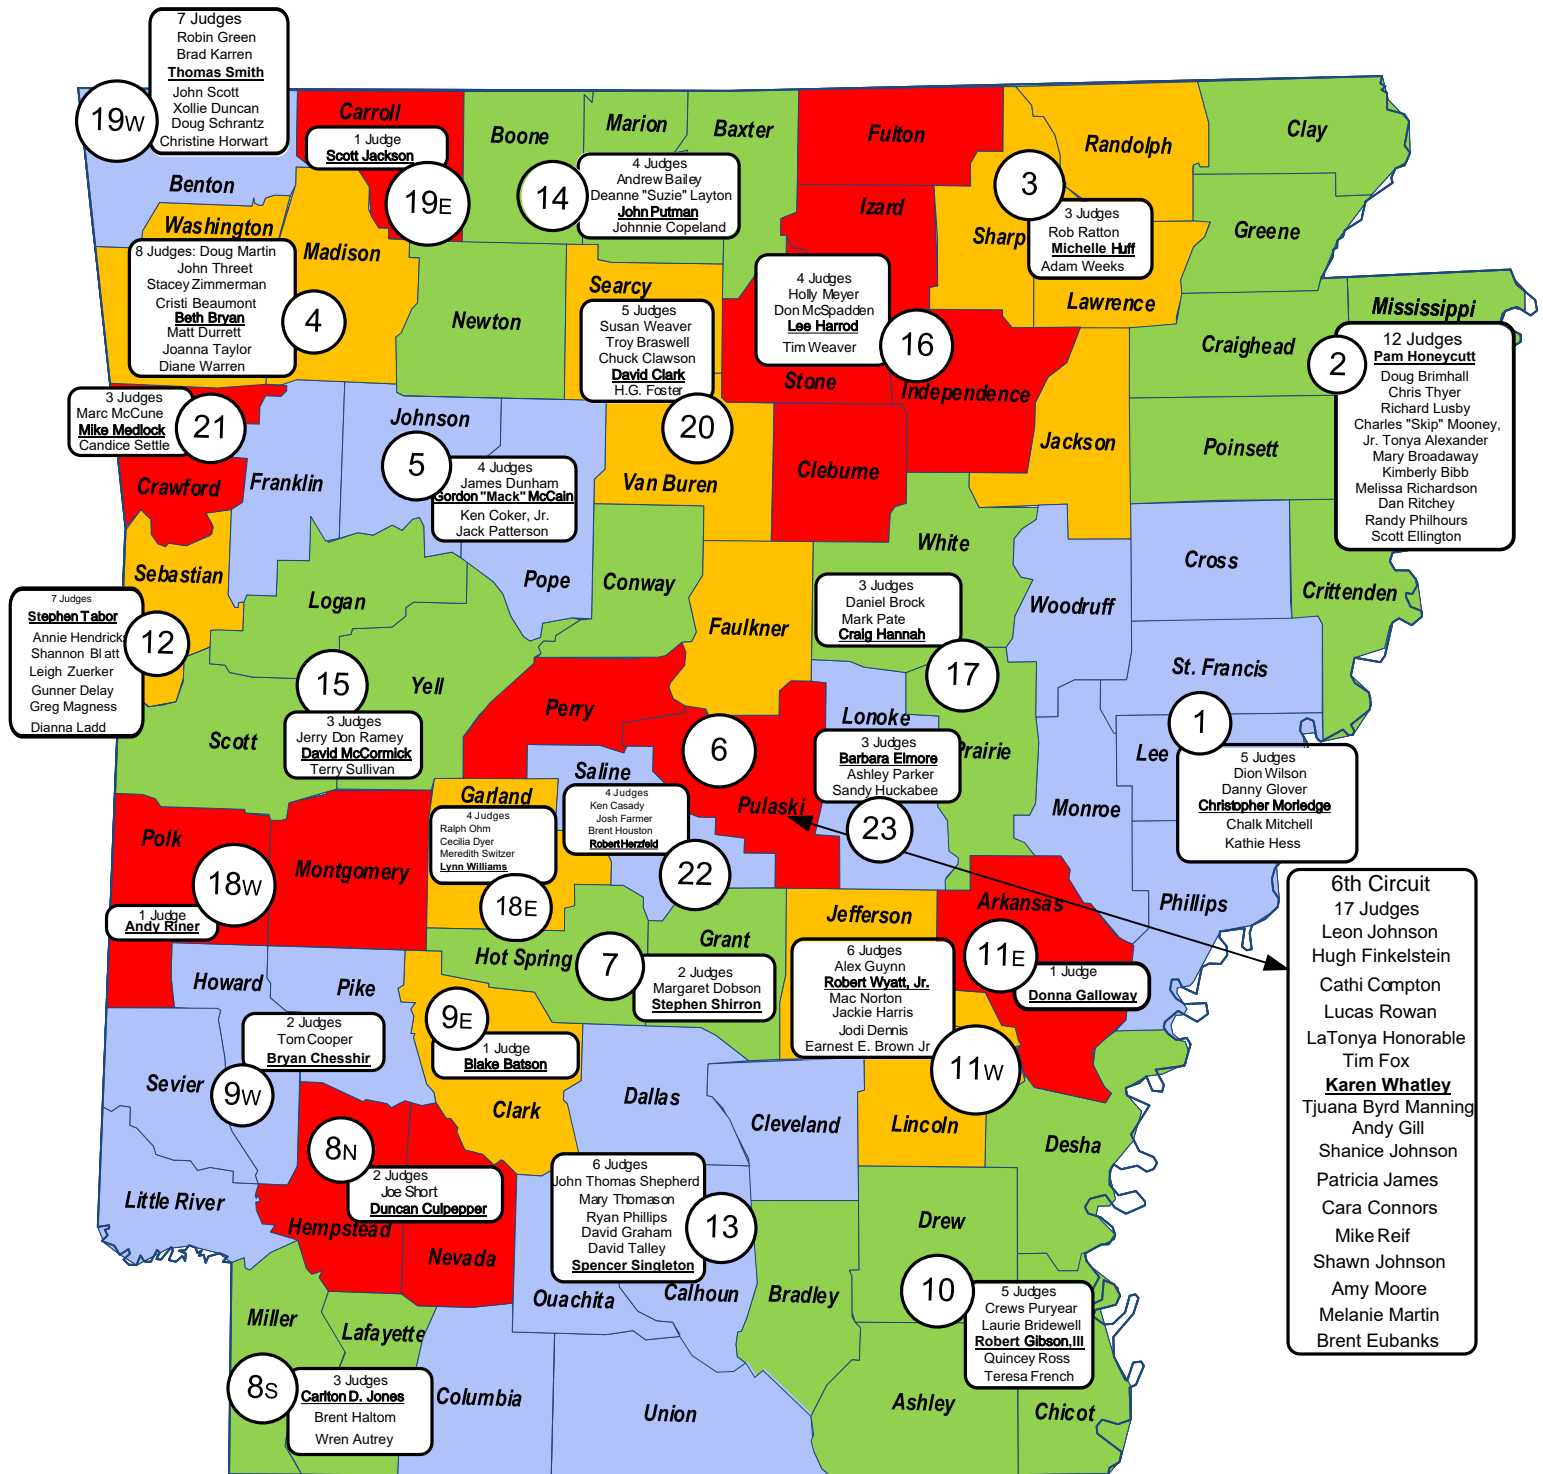 7 Judges
Robin Green
Brad Karren
Thomas Smith
John Scott
Xollie Duncan
Doug Schrantz
Christine Horwart
19W
Benton
Carroll
1 Judge
Scott Jackson
19E
Boone
Marion
Baxter
14
4 Judges
Andrew Bailey
Deanne "Suzie" Layton
John Putman
Johnnie Copeland
Newton
Fulton
Izard
Sharp
Randolph
Lawrence
3
3 Judges
Rob Ratton
Michelle Huff
Adam Weeks
Clay
Greene
Craighead
Mississippi
Poinsett
Crittenden
2
12 Judges
Pam Honeycutt
Doug Brimhall
Chris Thyer
Richard Lusby
Charles "Skip" Mooney,
Jr. Tonya Alexander
Mary Broadaway
Kimberly Bibb
Melissa Richardson
Dan Ritchey
Randy Philhours
Scott Ellington
Washington
Madison
8 Judges: Doug Martin
John Threet
Stacey Zimmerman
Cristi Beaumont
Beth Bryan
Matt Durrett
Joanna Taylor
Diane Warren
4
Searcy
5 Judges
Susan Weaver
Troy Braswell
Chuck Clawson
David Clark
H.G. Foster
20
Van Buren
Faulkner
4 Judges
Holly Meyer
Don McSpadden
Lee Harrod
Tim Weaver
16
Stone
Independence
Cleburne
Jackson
3 Judges
Marc McCune
Mike Medlock
Candice Settle
21
Crawford
Franklin
Johnson
Pope
5
4 Judges
James Dunham
Gordon "Mack" McCain
Ken Coker, Jr.
Jack Patterson
Sebastian
7 Judges
Stephen Tabor
Annie Hendrick
Shannon Blatt
Leigh Zuerker
Gunner Delay
Greg Magness
Dianna Ladd
12
Logan
Conway
Yell
Scott
15
3 Judges
Jerry Don Ramey
David McCormick
Terry Sullivan
White
Prairie
3 Judges
Daniel Brock
Mark Pate
Craig Hannah
17
Woodruff
Cross
St. Francis
Lee
Monroe
Phillips
1
5 Judges
Dion Wilson
Danny Glover
Christopher Morledge
Chalk Mitchell
Kathie Hess
Perry
Pulaski
6
Lonoke
3 Judges
Barbara Elmore
Ashley Parker
Sandy Huckabee
23
Saline
4 Judges
Ken Casady
Josh Farmer
Brent Houston
Robert Herzfeld
22
Garland
4 Judges
Ralph Ohm
Cecilia Dyer
Meredith Switzer
Lynn Williams
18E
Polk
Montgomery
18W
1 Judge
Andy Riner
Hot Spring
Grant
7
2 Judges
Margaret Dobson
Stephen Shirron
Jefferson
Lincoln
6 Judges
Alex Guynn
Robert Wyatt, Jr.
Mac Norton
Jackie Harris
Jodi Dennis
Earnest E. Brown Jr
11W
Arkansas
11E
1 Judge
Donna Galloway
6th Circuit
17 Judges
Leon Johnson
Hugh Finkelstein
Cathi Compton
Lucas Rowan
LaTonya Honorable
Tim Fox
Karen Whatley
Tjuana Byrd Manning
Andy Gill
Shanice Johnson
Patricia James
Cara Connors
Mike Reif
Shawn Johnson
Amy Moore
Melanie Martin
Brent Eubanks
Howard
Pike
Sevier
Little River
2 Judges
Tom Cooper
Bryan Chesshir
9W
9E
1 Judge
Blake Batson
Clark
8N
2 Judges
Joe Short
Duncan Culpepper
Hempstead
Nevada
Dallas
Cleveland
Ouachita
Calhoun
Columbia
Union
6 Judges
John Thomas Shepherd
Mary Thomason
Ryan Phillips
David Graham
David Talley
Spencer Singleton
13
Desha
Drew
Bradley
Ashley
Chicot
10
5 Judges
Crews Puryear
Laurie Bridewell
Robert Gibson,III
Quincey Ross
Teresa French
Miller
Lafayette
8S
3 Judges
Carlton D. Jones
Brent Haltom
Wren Autrey